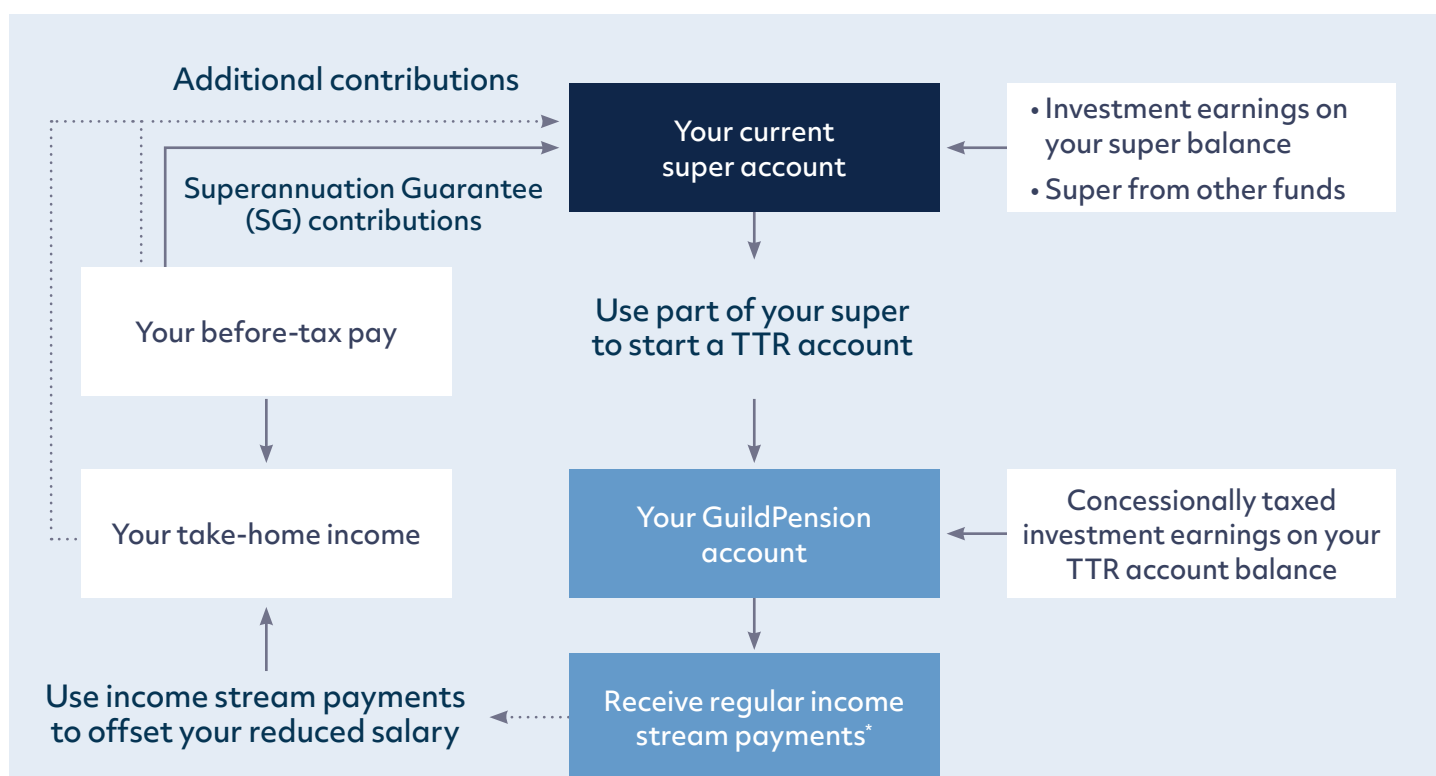 Additional contributions
Your current
super account
• Investment earnings on
your super balance
• Super from other funds
Superannuation Guarantee
(SG) contributions
Your before-tax pay
Use part of your super
to start a TTR account
Your take-home income
Your GuildPension
account
Concessionally taxed
investment earnings on your
TTR account balance
Use income stream payments
to offset your reduced salary
Receive regular income
stream payments*